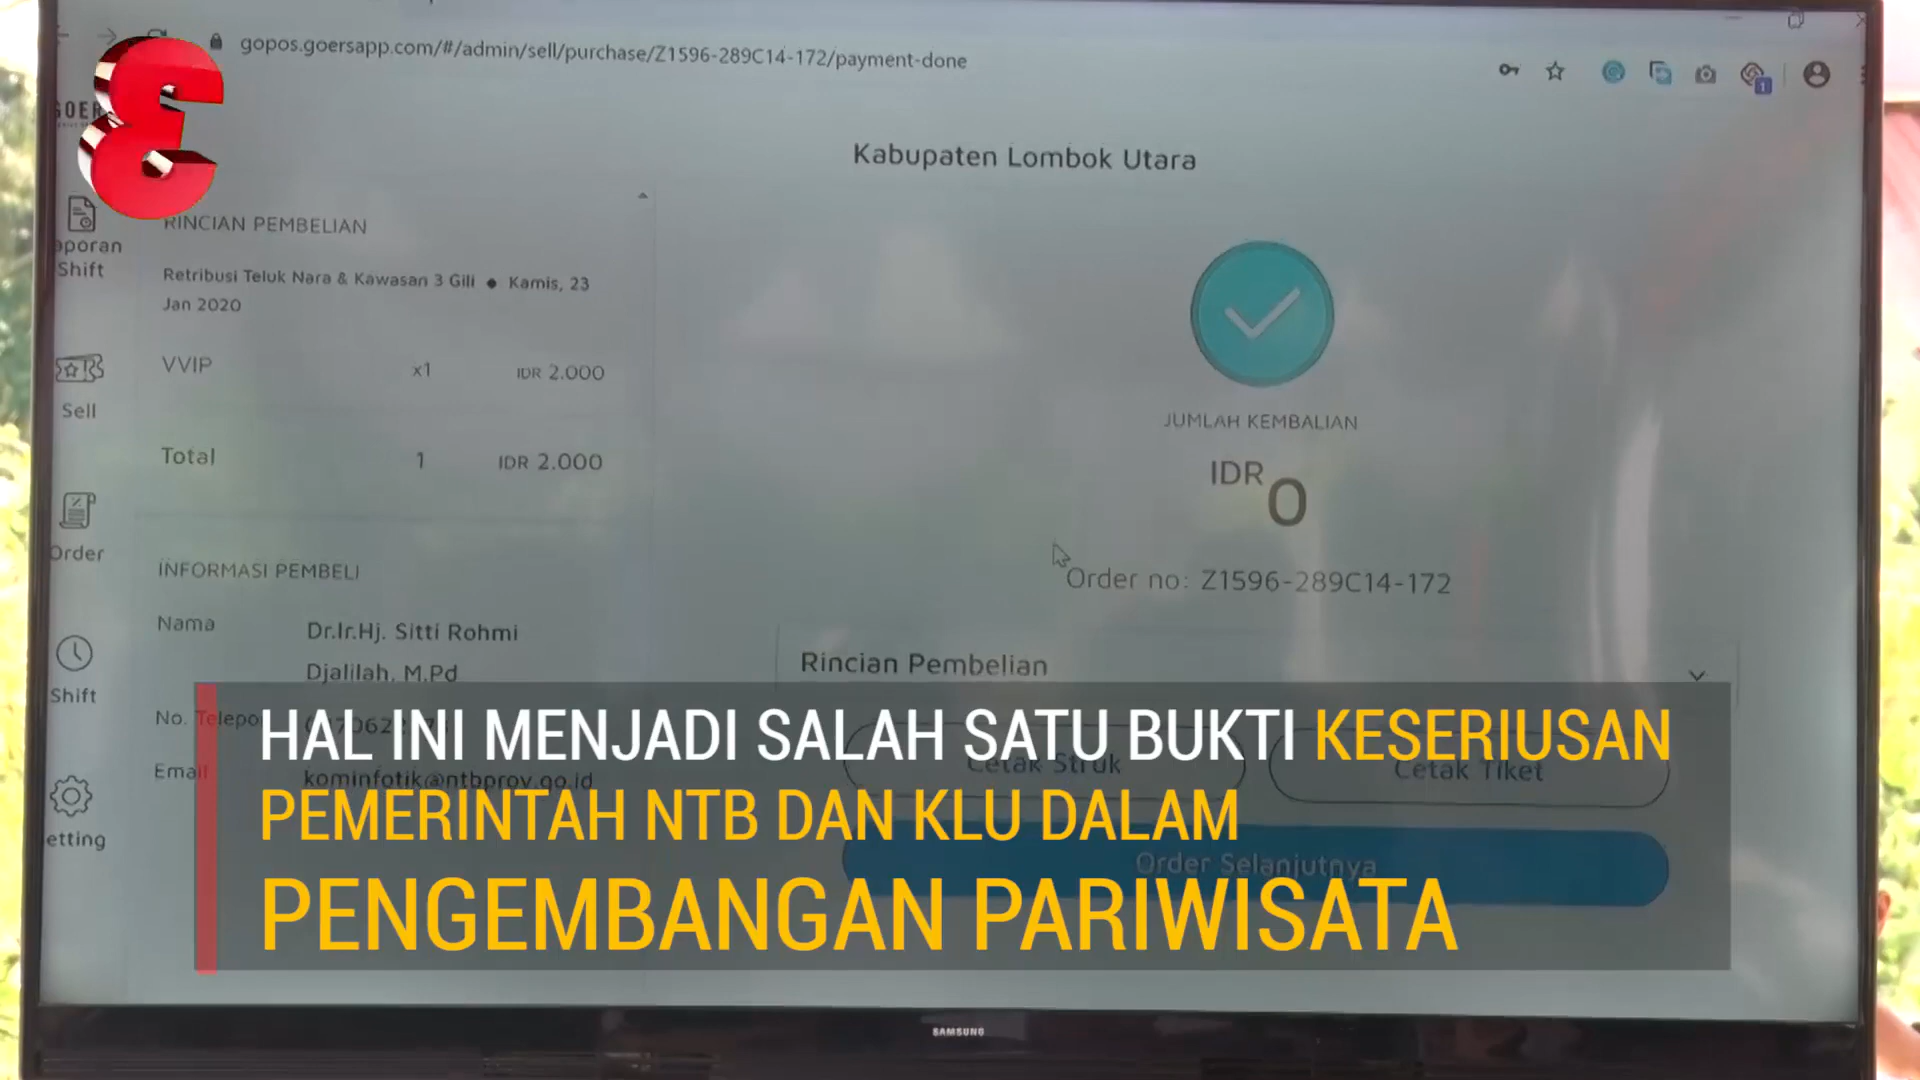 gopos.goersapp.com/#/admin/sell/purchase/Z1596-289C14-172/payment-done
Kabupaten Lombok Utara
RINCIAN PEMBELIAN
Retribusi Teluk Nara & Kawasan 3 Gili ● Kamis, 23
Jan 2020
VVIP x1 IDR 2.000
Total 1 IDR 2.000
INFORMASI PEMBELI
Nama Dr.Ir.Hj. Sitti Rohmi
Djalilah, M.Pd
No.
Email kominfotik@ntbprov.go.id
aporan
Shift
Sell
Order
Shift
etting
JUMLAH KEMBALIAN
IDR 0
Order no: Z1596-289C14-172
Rincian Pembelian
Cetak Struk
Cetak Tiket
Order Selanjutnya
HAL INI MENJADI SALAH SATU BUKTI KESERIUSAN
PEMERINTAH NTB DAN KLU DALAM
PENGEMBANGAN PARIWISATA
SAMSUNG